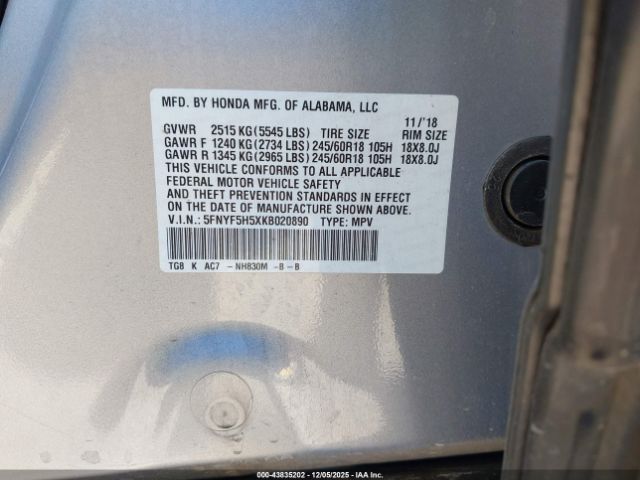 MFD. BY HONDA MFG. OF ALABAMA, LLC
11/'18
GVWR 2515 KG(5545 LBS) TIRE SIZE RIM SIZE
GAWR F 1240 KG(2734 LBS) 245/60R18 105H 18X8.0J
GAWR R 1345 KG(2965 LBS) 245/60R18 105H 18X8.0J
THIS VEHICLE CONFORMS TO ALL APPLICABLE
FEDERAL MOTOR VEHICLE SAFETY
AND THEFT PREVENTION STANDARDS IN EFFECT
ON THE DATE OF MANUFACTURE SHOWN ABOVE.
V.I.N.: 5FNYF5H5XKB020890 TYPE: MPV
TG8 K AC7 -NH830M -B-B
© IAA - 43835202 - 12/05/2025 - IAA, Inc.